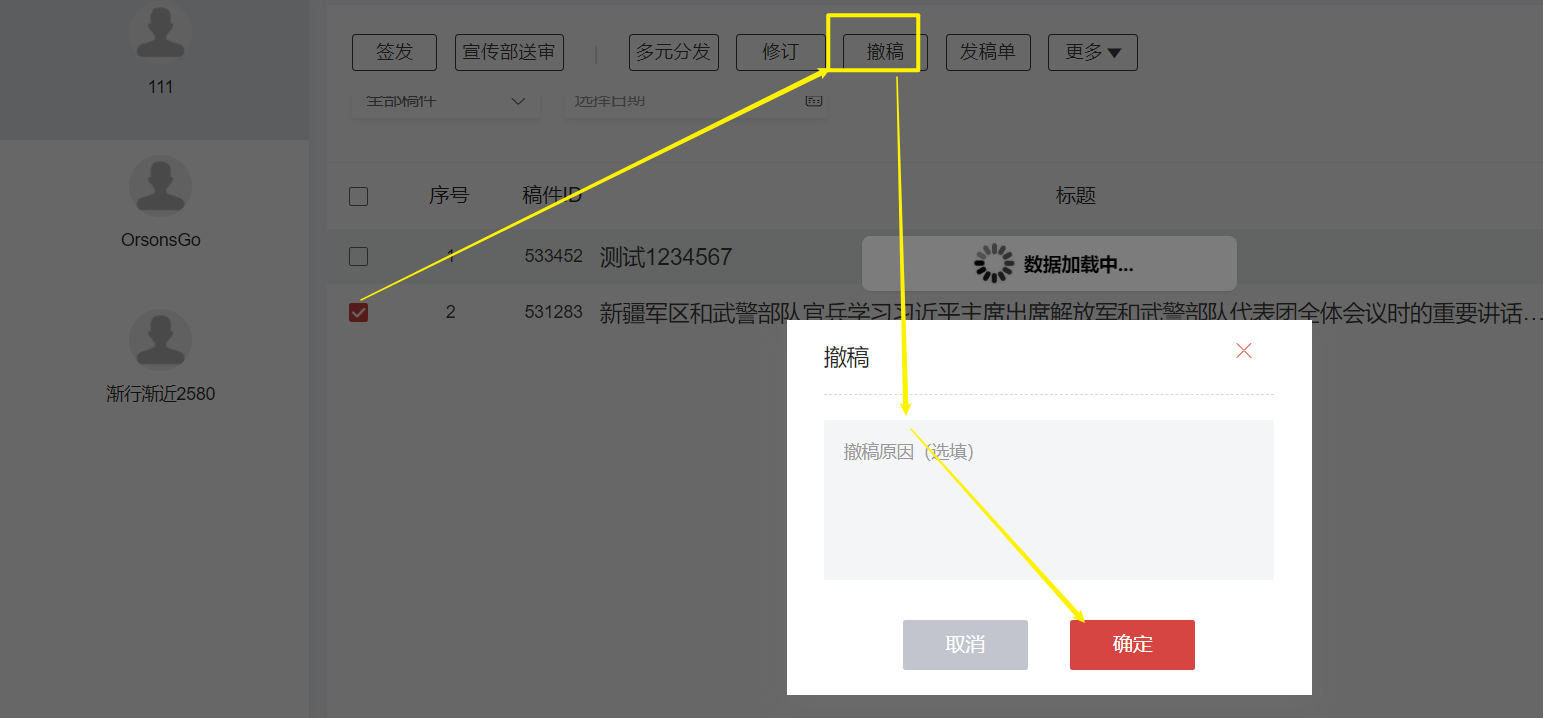 111
OrsonsGo
渐行渐近2580
签发 宣传部送审 | 多元分发 修订 撤稿 发稿单 更多
全部稿件 选择日期
序号 稿件ID 标题
1 533452 测试1234567
2 531283 新疆军区和武警部队官兵学习习近平主席出席解放军和武警部队代表团全体会议时的重要讲话...
数据加载中...
撤稿
撤稿原因（选填）
取消 确定